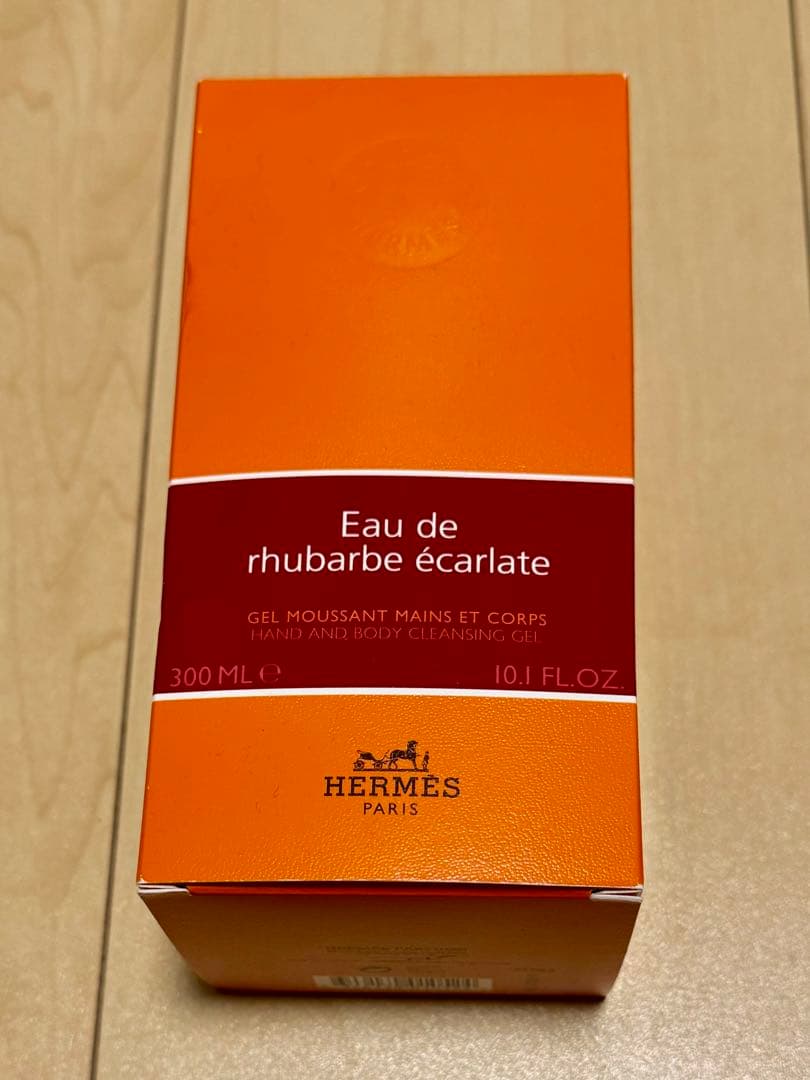 Eau de
rhubarbe écarlate
GEL MOUSSANT MAINS ET CORPS
HAND AND BODY CLEANSING GEL
300 ML ℮
10.1 FL.OZ.
HERMÈS
PARIS